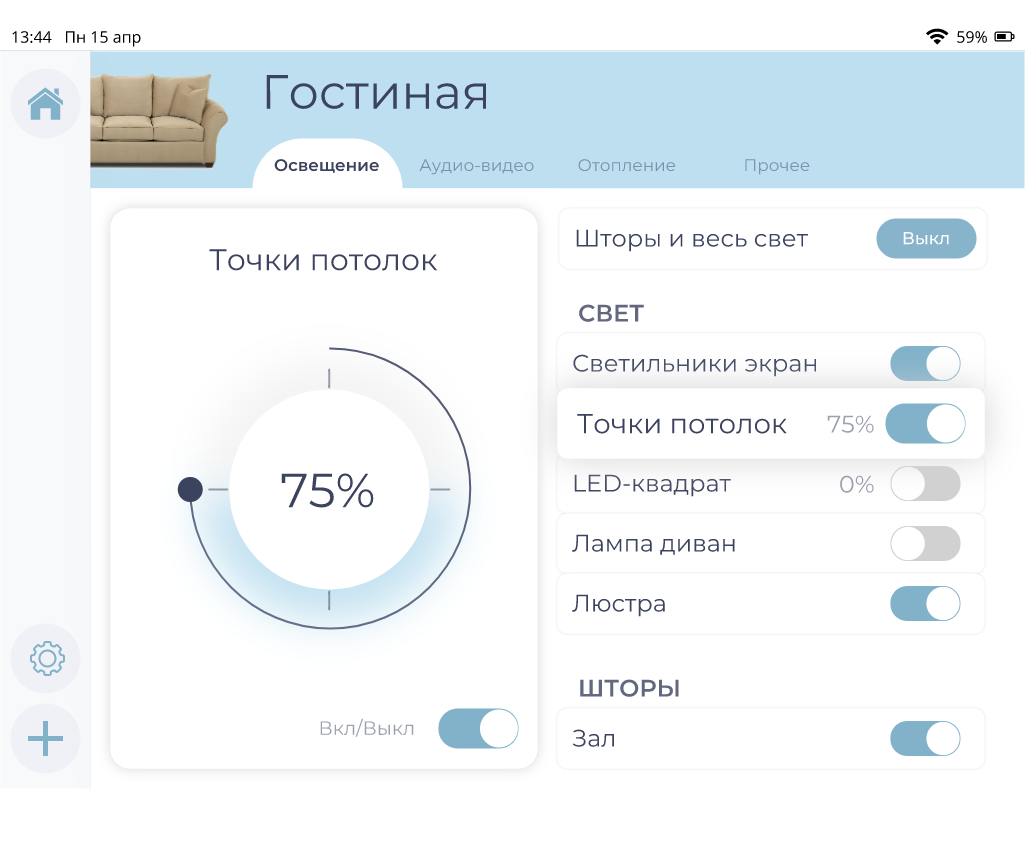 13:44 Пн 15 апр 59%
Гостиная
Освещение Аудио-видео Отопление Прочее
Точки потолок
75%
Вкл/Выкл
Шторы и весь свет Выкл
СВЕТ
Светильники экран
Точки потолок 75%
LED-квадрат 0%
Лампа диван
Люстра
ШТОРЫ
Зал